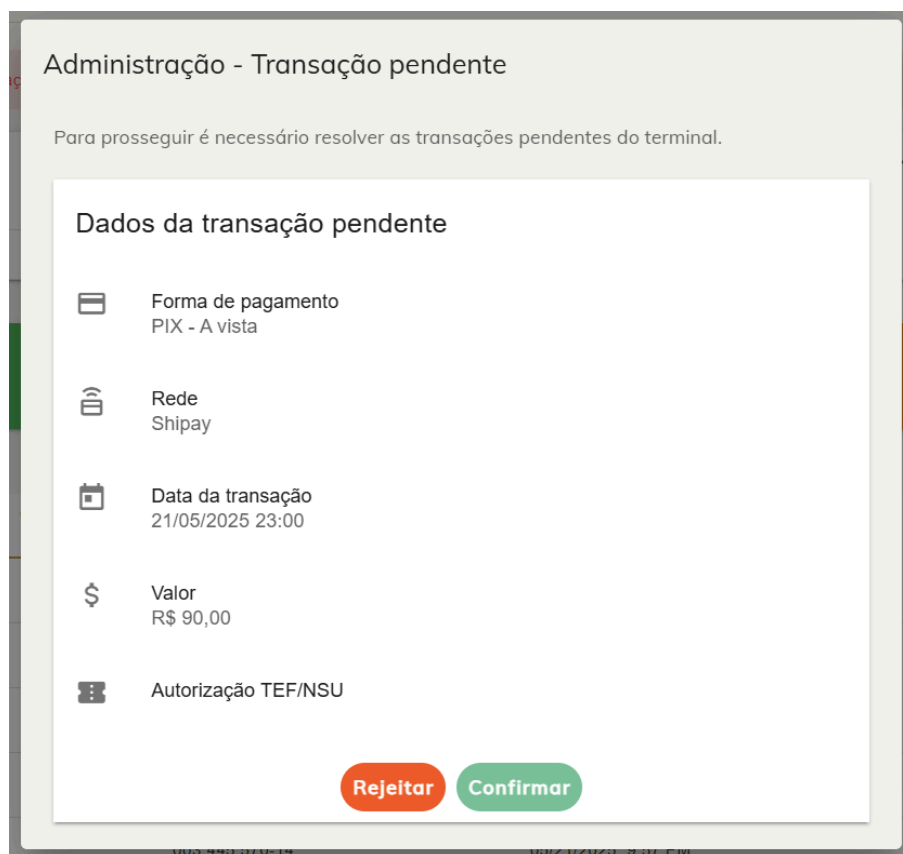 Administração - Transação pendente
Para prosseguir é necessário resolver as transações pendentes do terminal.
Dados da transação pendente
Forma de pagamento
PIX - A vista
Rede
Shipay
Data da transação
21/05/2025 23:00
Valor
R$ 90,00
Autorização TEF/NSU
Rejeitar Confirmar